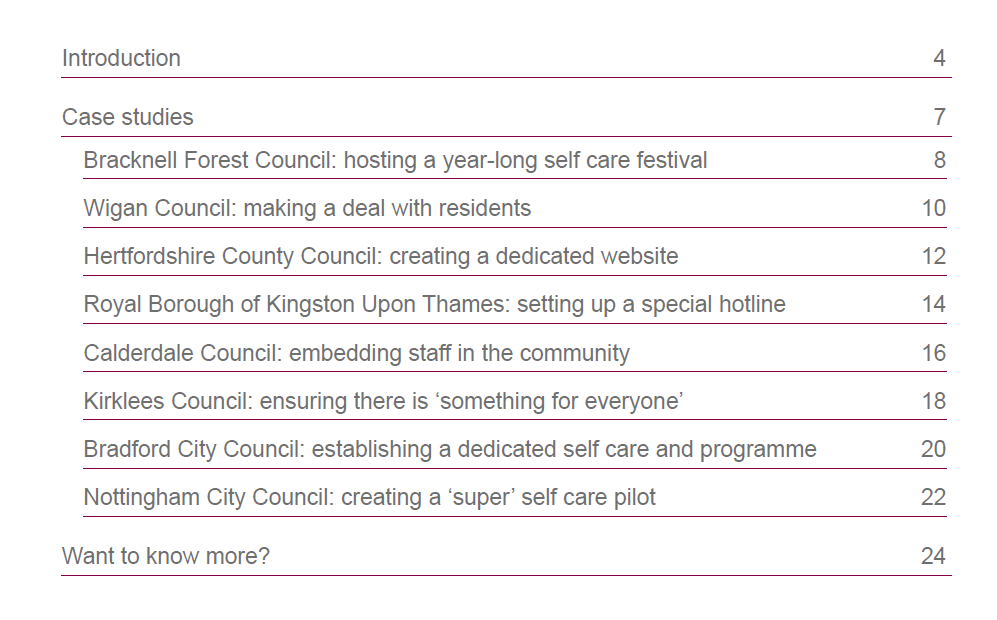 Introduction 4
Case studies 7
Bracknell Forest Council: hosting a year-long self care festival 8
Wigan Council: making a deal with residents 10
Hertfordshire County Council: creating a dedicated website 12
Royal Borough of Kingston Upon Thames: setting up a special hotline 14
Calderdale Council: embedding staff in the community 16
Kirklees Council: ensuring there is ‘something for everyone’ 18
Bradford City Council: establishing a dedicated self care and programme 20
Nottingham City Council: creating a ‘super’ self care pilot 22
Want to know more? 24